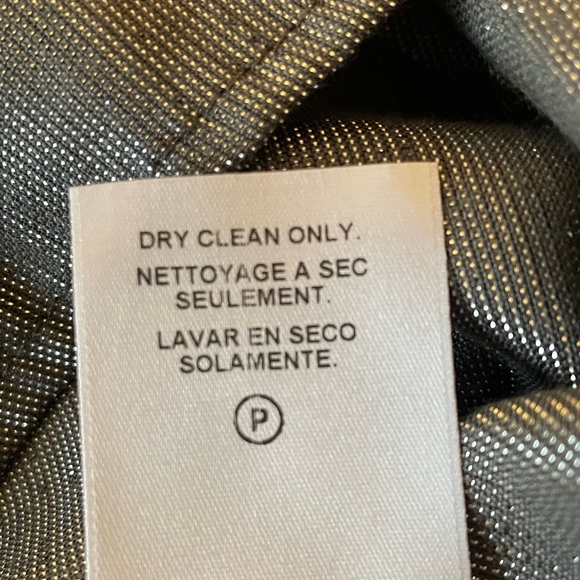 DRY CLEAN ONLY.
NETTOYAGE A SEC
SEULEMENT.
LAVAR EN SECO
SOLAMENTE.
P